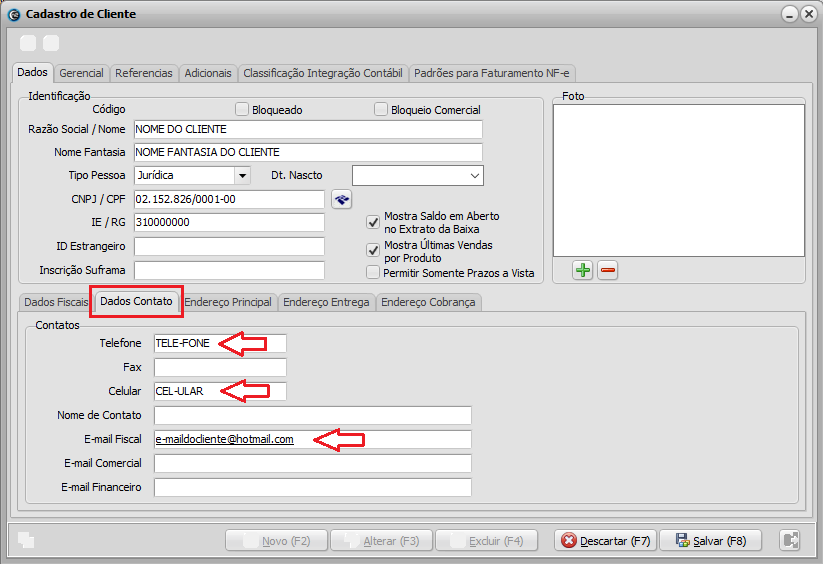 Cadastro de Cliente
Dados Gerencial Referencias Adicionais Classificação Integração Contábil Padrões para Faturamento NF-e
Identificação
Código Bloqueado Bloqueio Comercial
Razão Social / Nome NOME DO CLIENTE
Nome Fantasia NOME FANTASIA DO CLIENTE
Tipo Pessoa Jurídica Dt. Nascto
CNPJ / CPF 02.152.826/0001-00
IE / RG 310000000
Mostra Saldo em Aberto
no Extrato da Baixa
ID Estrangeiro
Mostra Últimas Vendas
por Produto
Inscrição Suframa
Permitir Somente Prazos a Vista
Foto
Dados Fiscais Dados Contato Endereço Principal Endereço Entrega Endereço Cobrança
Contatos
Telefone TELE-FONE
Fax
Celular CEL-ULAR
Nome de Contato
E-mail Fiscal e-maildocliente@hotmail.com
E-mail Comercial
E-mail Financeiro
Novo (F2) Alterar (F3) Excluir (F4) Descartar (F7) Salvar (F8)